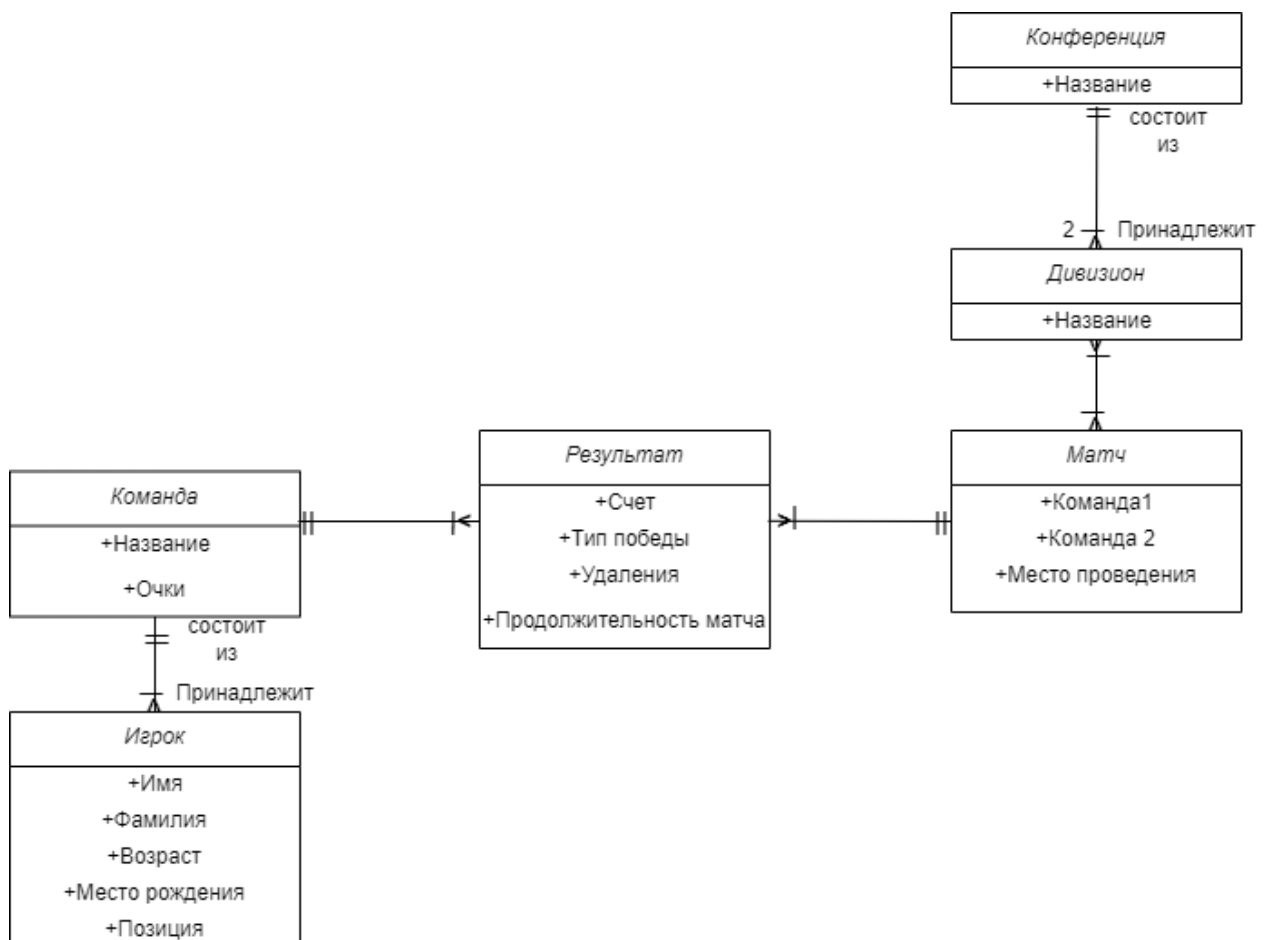 Конференция
+Название
состоит
из
2
Принадлежит
Дивизион
+Название
Матч
+Команда1
+Команда 2
+Место проведения
Результат
+Счет
+Тип победы
+Удаления
+Продолжительность матча
Команда
+Название
+Очки
состоит
из
Принадлежит
Игрок
+Имя
+Фамилия
+Возраст
+Место рождения
+Позиция